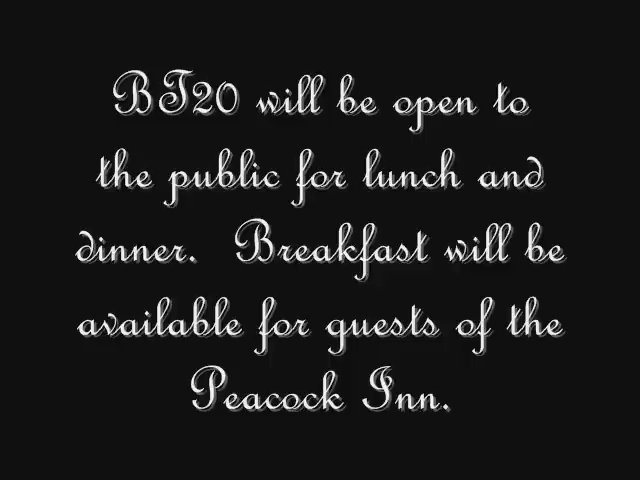 BT20 will be open to
the public for lunch and
dinner.  Breakfast will be
available for guests of the
Peacock Inn.